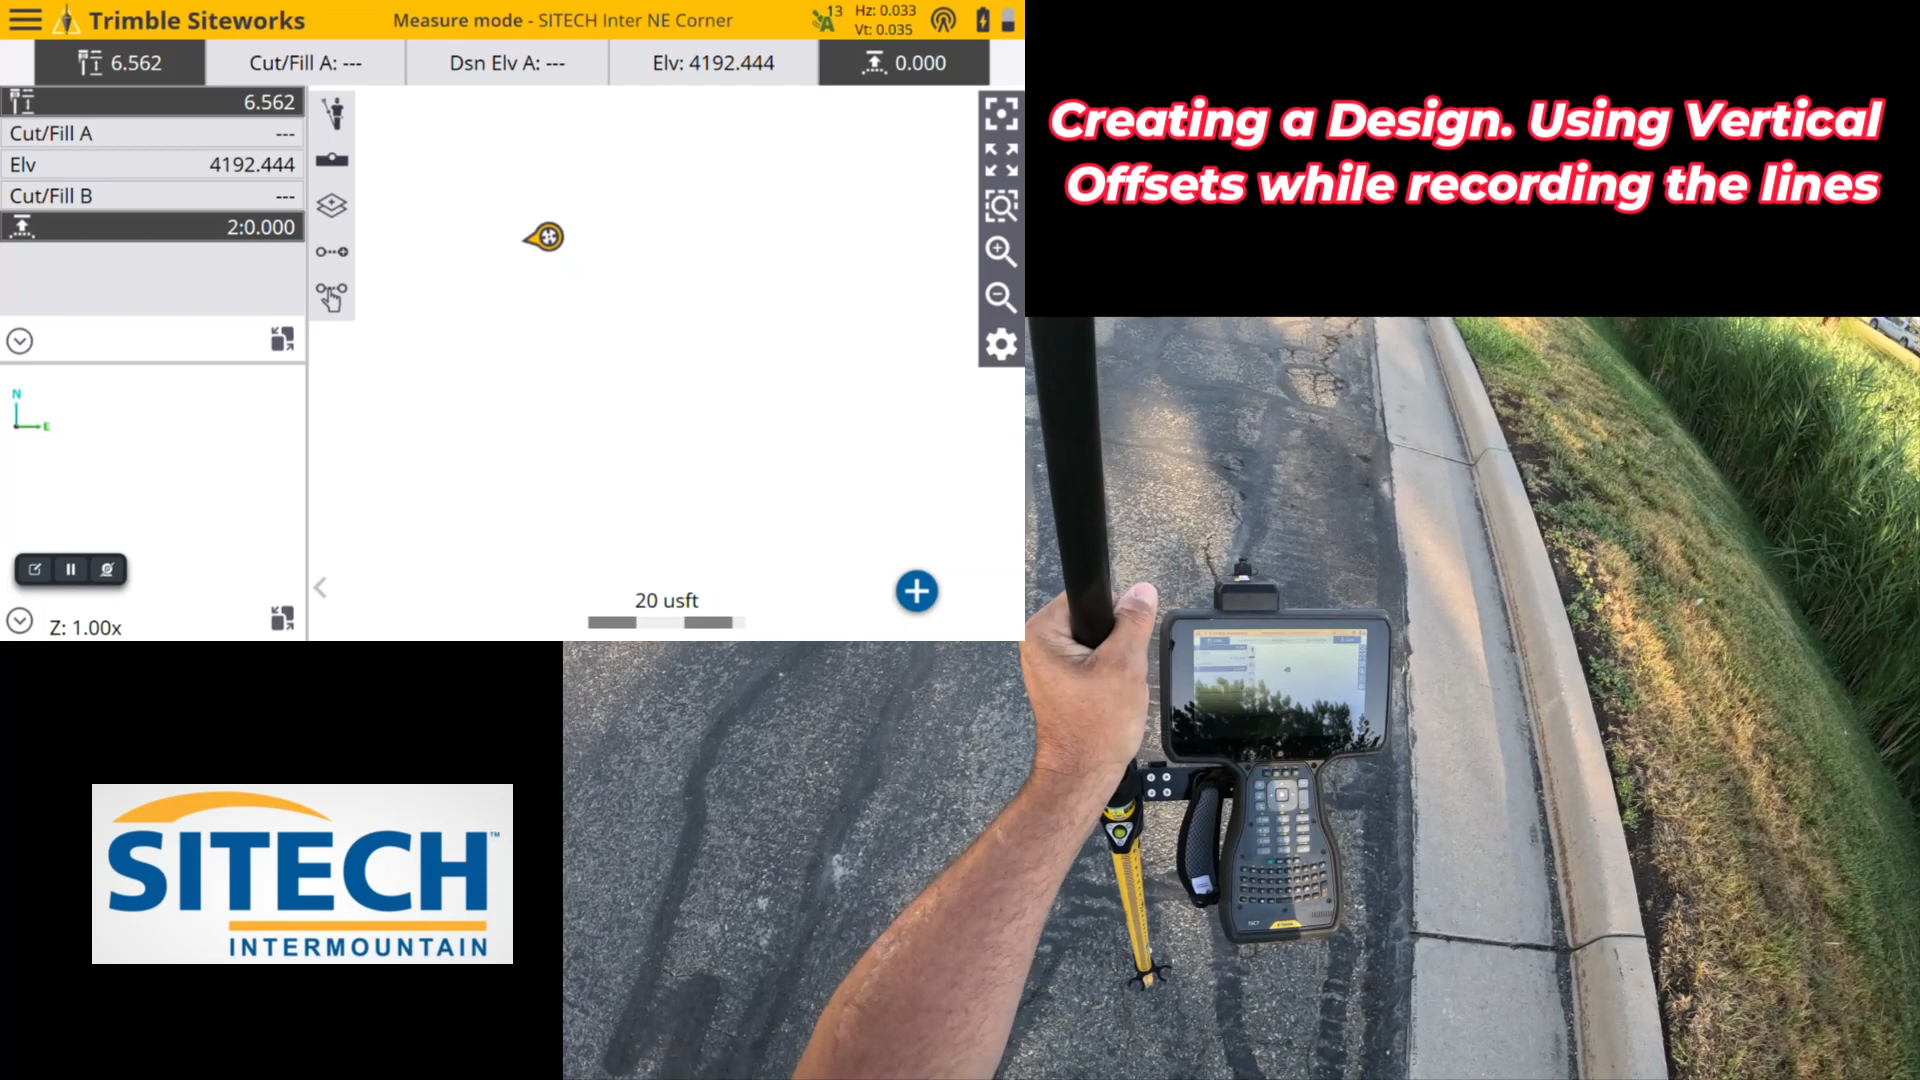 Trimble Siteworks
Measure mode - SITECH Inter NE Corner
13
Hz: 0.033
Vt: 0.035
6.562
Cut/Fill A: ---
Dsn Elv A: ---
Elv: 4192.444
0.000
6.562
Cut/Fill A ---
Elv 4192.444
Cut/Fill B ---
2:0.000
N
E
Z: 1.00x
20 usft
Creating a Design. Using Vertical
Offsets while recording the lines
SITECH™
INTERMOUNTAIN